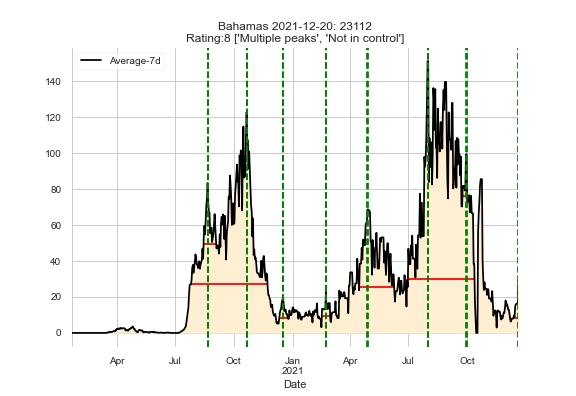 Bahamas 2021-12-20: 23112
Rating:8 ['Multiple peaks', 'Not in control']
Average-7d
140
120
100
80
60
40
20
0
Apr Jul Oct Jan Apr Jul Oct
2021
Date